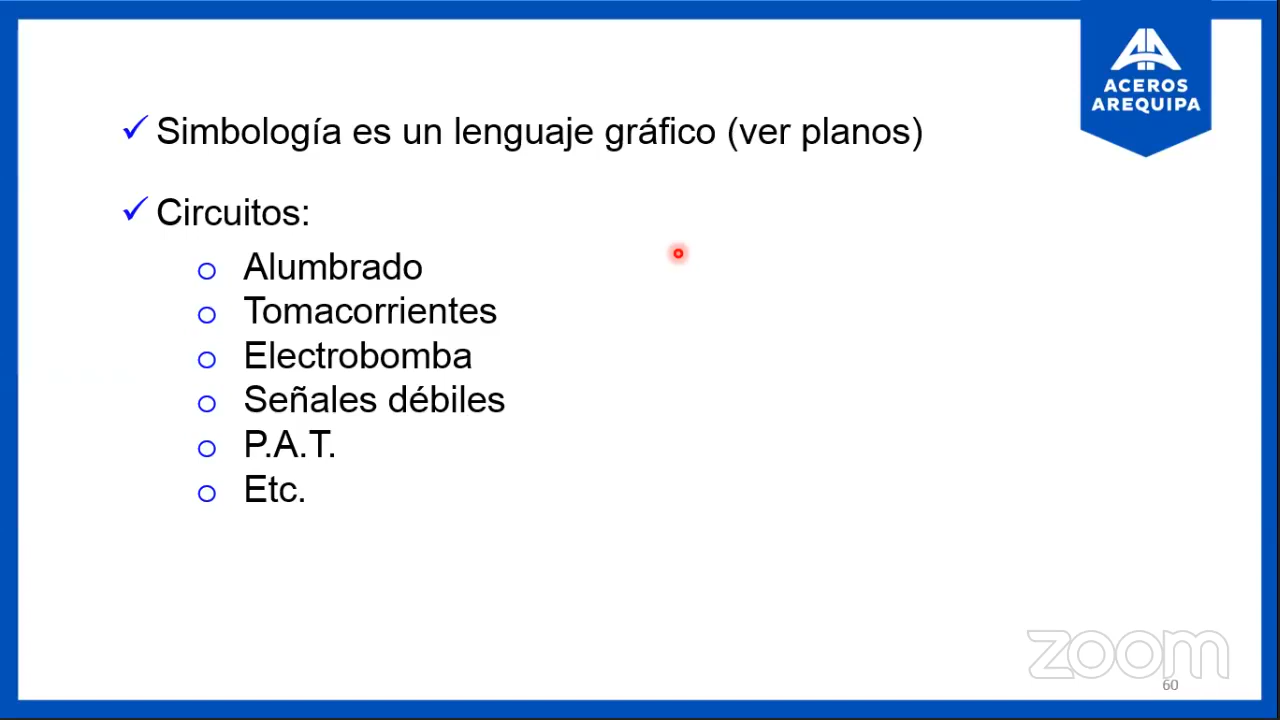 ACEROS
AREQUIPA
✓ Simbología es un lenguaje gráfico (ver planos)
✓ Circuitos:
o Alumbrado
o Tomacorrientes
o Electrobomba
o Señales débiles
o P.A.T.
o Etc.
zoom
60